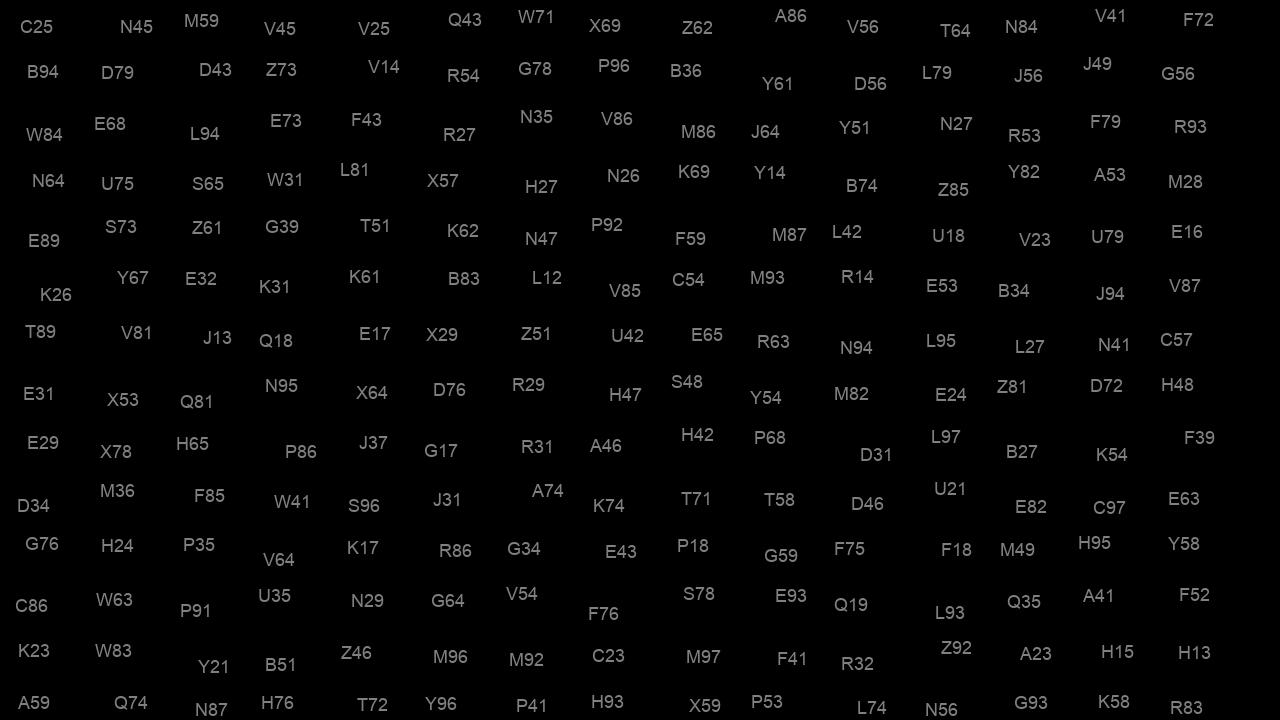 C25 N45 M59 V45 V25 Q43 W71 X69 Z62 A86 V56 T64 N84 V41 F72
B94 D79 D43 Z73 V14 R54 G78 P96 B36 Y61 D56 L79 J56 J49 G56
W84 E68 L94 E73 F43 R27 N35 V86 M86 J64 Y51 N27 R53 F79 R93
N64 U75 S65 W31 L81 X57 H27 N26 K69 Y14 B74 Z85 Y82 A53 M28
E89 S73 Z61 G39 T51 K62 N47 P92 F59 M87 L42 U18 V23 U79 E16
K26 Y67 E32 K31 K61 B83 L12 V85 C54 M93 R14 E53 B34 J94 V87
T89 V81 J13 Q18 E17 X29 Z51 U42 E65 R63 N94 L95 L27 N41 C57
E31 X53 Q81 N95 X64 D76 R29 H47 S48 Y54 M82 E24 Z81 D72 H48
E29 X78 H65 P86 J37 G17 R31 A46 H42 P68 D31 L97 B27 K54 F39
D34 M36 F85 W41 S96 J31 A74 K74 T71 T58 D46 U21 E82 C97 E63
G76 H24 P35 V64 K17 R86 G34 E43 P18 G59 F75 F18 M49 H95 Y58
C86 W63 P91 U35 N29 G64 V54 F76 S78 E93 Q19 L93 Q35 A41 F52
K23 W83 Y21 B51 Z46 M96 M92 C23 M97 F41 R32 Z92 A23 H15 H13
A59 Q74 N87 H76 T72 Y96 P41 H93 X59 P53 L74 N56 G93 K58 R83